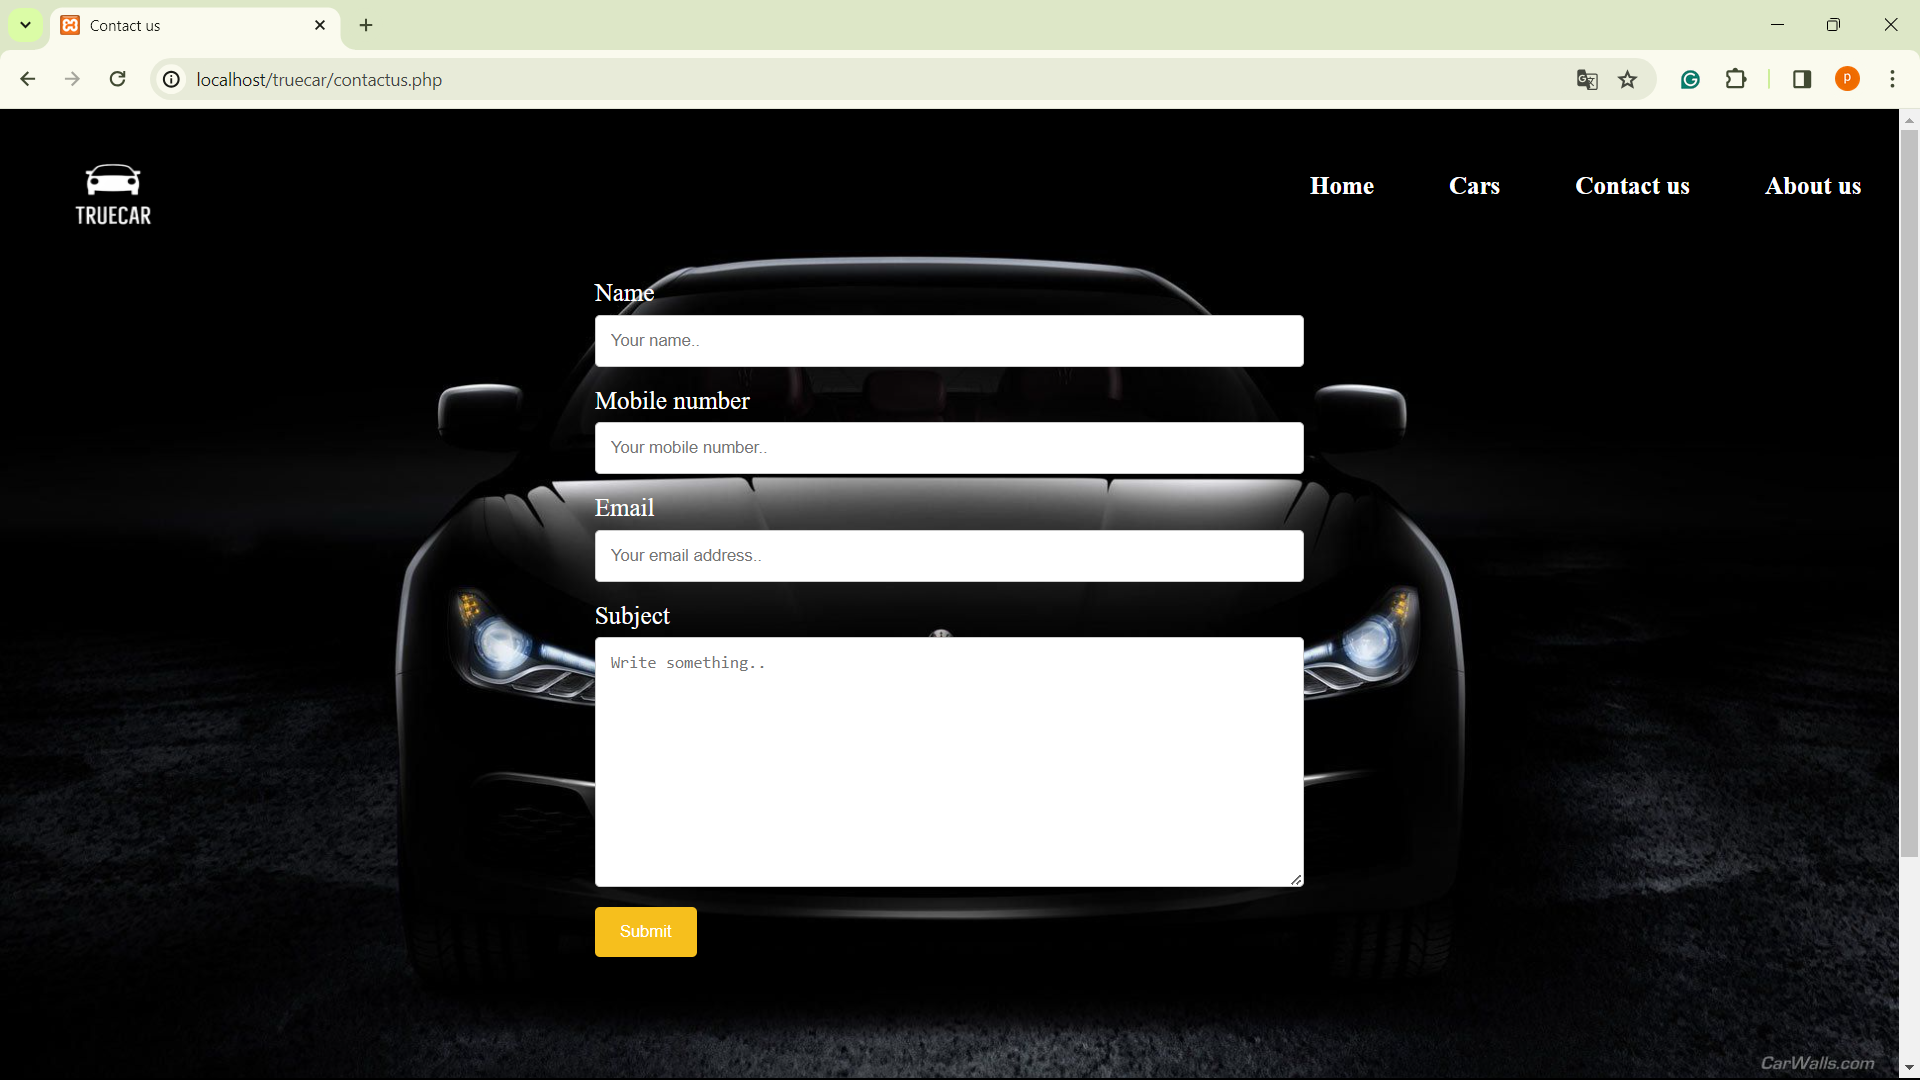 Contact us
localhost/truecar/contactus.php
P
TRUECAR
Home
Cars
Contact us
About us
Name
Your name..
Mobile number
Your mobile number..
Email
Your email address..
Subject
Write something..
Submit
CarWalls.com